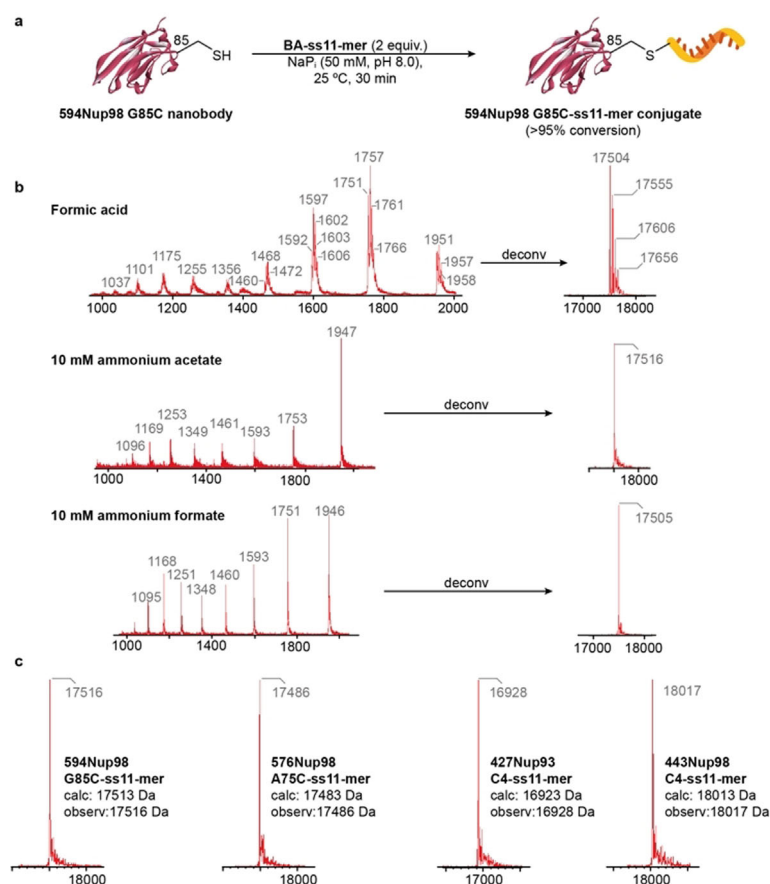 a
85
SH
BA-ss11-mer (2 equiv.)
NaPi (50 mM, pH 8.0),
25 ºC, 30 min
85
S
594Nup98 G85C nanobody
594Nup98 G85C-ss11-mer conjugate
(>95% conversion)
b
Formic acid
1037
1101
1175
1255
1356
1460
1468
1472
1592
1597
1602
1603
1606
1751
1757
1761
1766
1951
1957
1958
1000 1200 1400 1600 1800 2000
deconv
17504
17555
17606
17656
17000 18000
10 mM ammonium acetate
1096
1169
1253
1349
1461
1593
1753
1947
1000 1400 1800
deconv
17516
18000
10 mM ammonium formate
1095
1168
1251
1348
1460
1593
1751
1946
1000 1400 1800
deconv
17505
17000 18000
c
17516
594Nup98
G85C-ss11-mer
calc: 17513 Da
observ:17516 Da
18000
17486
576Nup98
A75C-ss11-mer
calc: 17483 Da
observ:17486 Da
18000
16928
427Nup93
C4-ss11-mer
calc: 16923 Da
observ:16928 Da
17000
18017
443Nup98
C4-ss11-mer
calc: 18013 Da
observ:18017 Da
18000